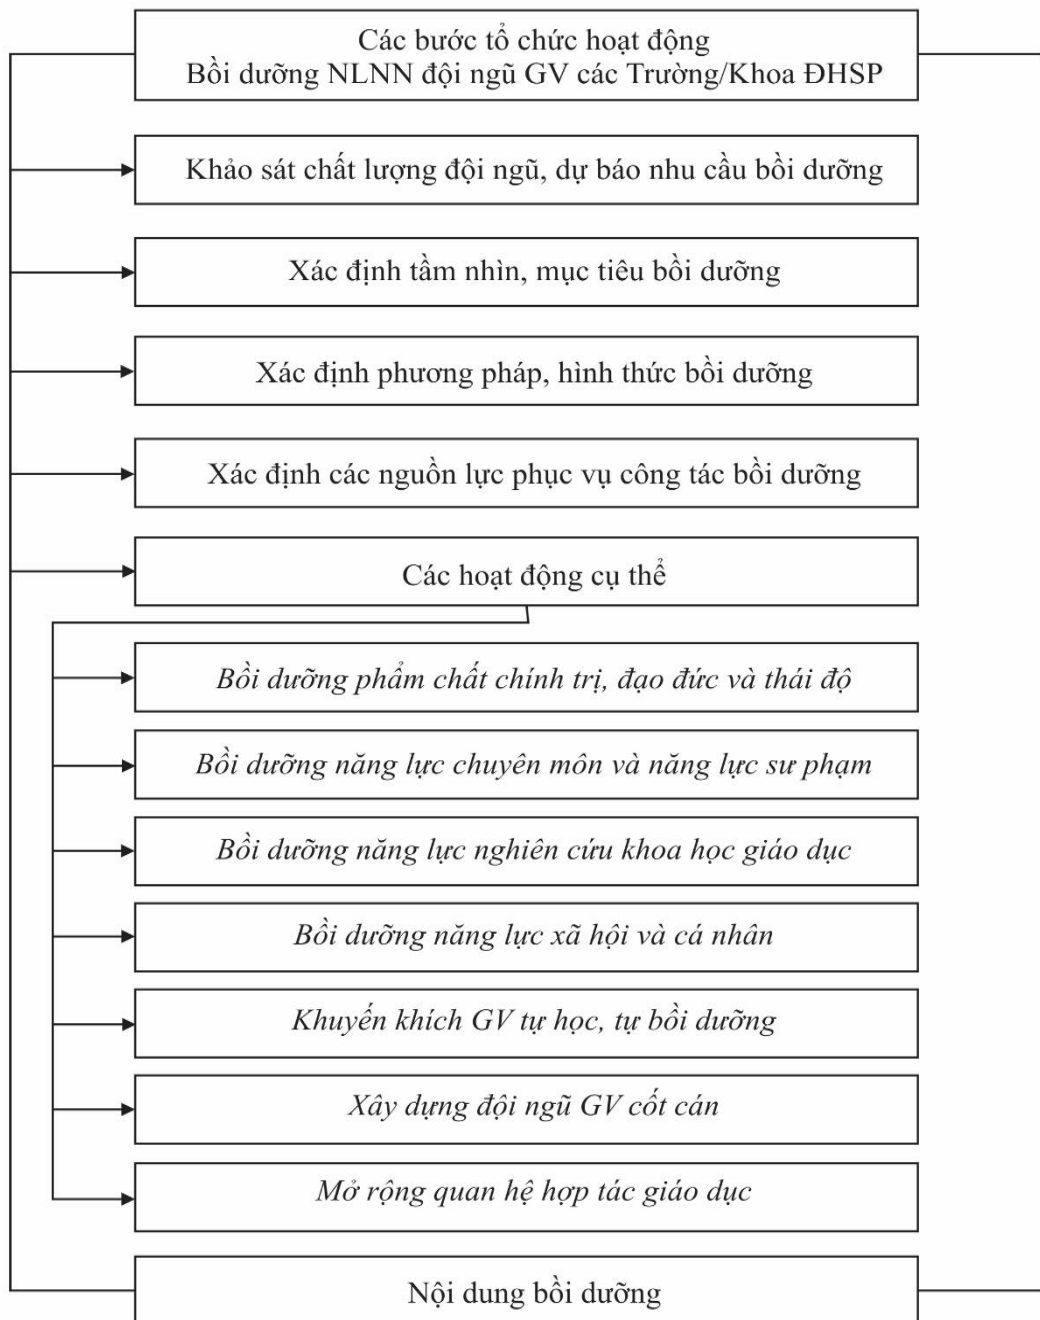 Các bước tổ chức hoạt động
Bồi dưỡng NLNN đội ngũ GV các Trường/Khoa ĐHSP
Khảo sát chất lượng đội ngũ, dự báo nhu cầu bồi dưỡng
Xác định tầm nhìn, mục tiêu bồi dưỡng
Xác định phương pháp, hình thức bồi dưỡng
Xác định các nguồn lực phục vụ công tác bồi dưỡng
Các hoạt động cụ thể
Bồi dưỡng phẩm chất chính trị, đạo đức và thái độ
Bồi dưỡng năng lực chuyên môn và năng lực sư phạm
Bồi dưỡng năng lực nghiên cứu khoa học giáo dục
Bồi dưỡng năng lực xã hội và cá nhân
Khuyến khích GV tự học, tự bồi dưỡng
Xây dựng đội ngũ GV cốt cán
Mở rộng quan hệ hợp tác giáo dục
Nội dung bồi dưỡng